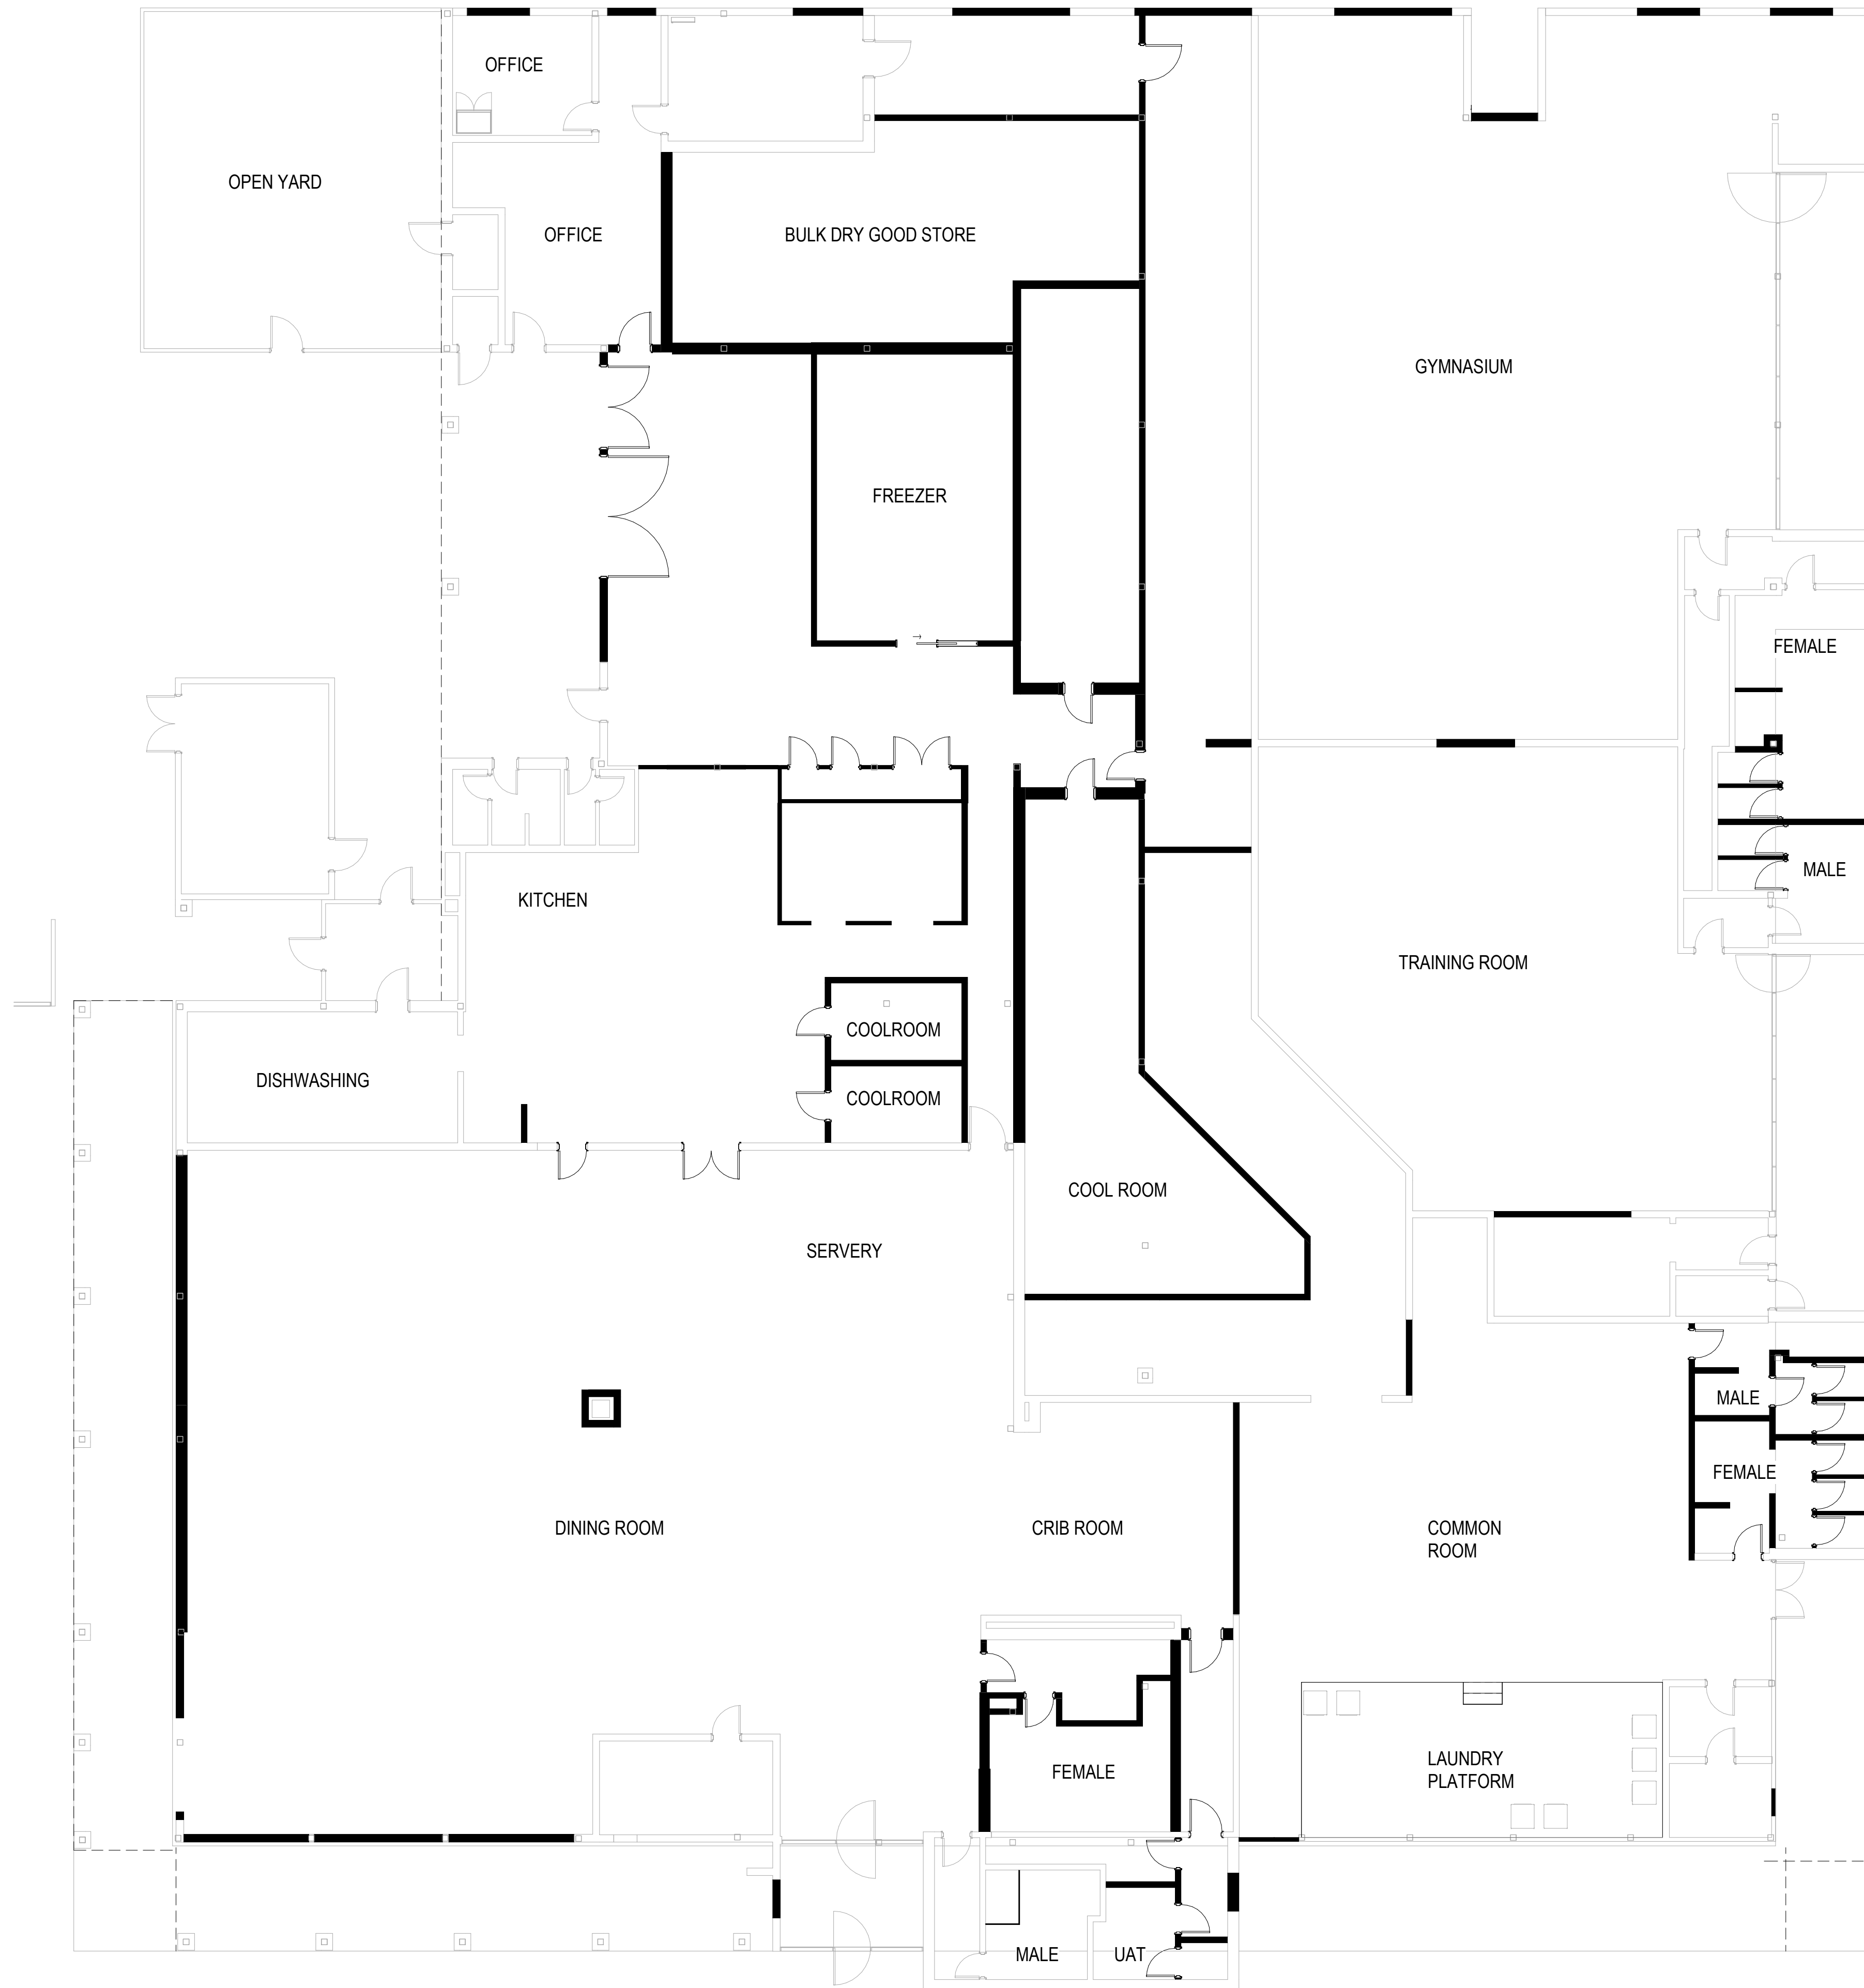 OFFICE
OPEN YARD
OFFICE
BULK DRY GOOD STORE
GYMNASIUM
FREEZER
FEMALE
MALE
KITCHEN
TRAINING ROOM
COOLROOM
DISHWASHING
COOLROOM
COOL ROOM
SERVERY
MALE
FEMALE
DINING ROOM
CRIB ROOM
COMMON
ROOM
LAUNDRY
PLATFORM
FEMALE
MALE
UAT